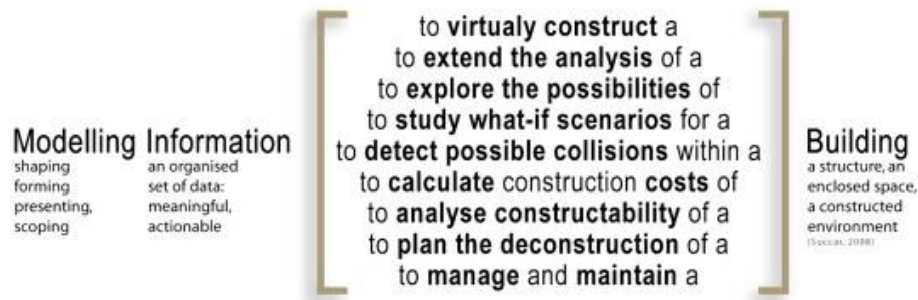 Modelling
shaping
forming
presenting,
scoping
Information
an organised
set of data:
meaningful,
actionable
to virtualy construct a
to extend the analysis of a
to explore the possibilities of
to study what-if scenarios for a
to detect possible collisions within a
to calculate construction costs of
to analyse constructability of a
to plan the deconstruction of a
to manage and maintain a
Building
a structure, an
enclosed space,
a constructed
environment
(Succar, 2008)